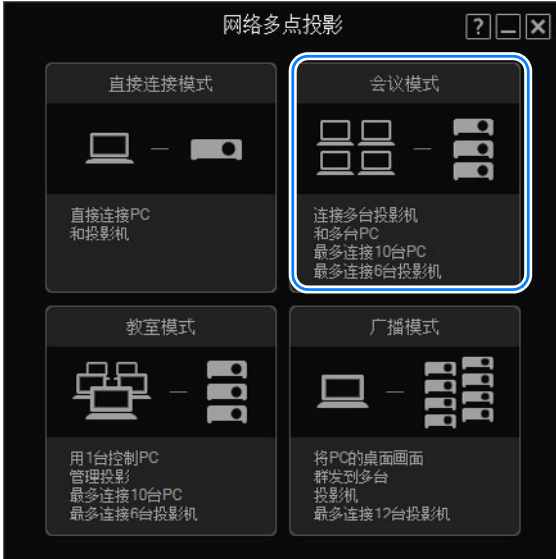 网络多点投影
直接连接模式
直接连接PC
和投影机
会议模式
连接多台投影机
和多台PC
最多连接10台PC
最多连接6台投影机
教室模式
用1台控制PC
管理投影
最多连接10台PC
最多连接6台投影机
广播模式
将PC的桌面画面
群发到多台
投影机
最多连接12台投影机